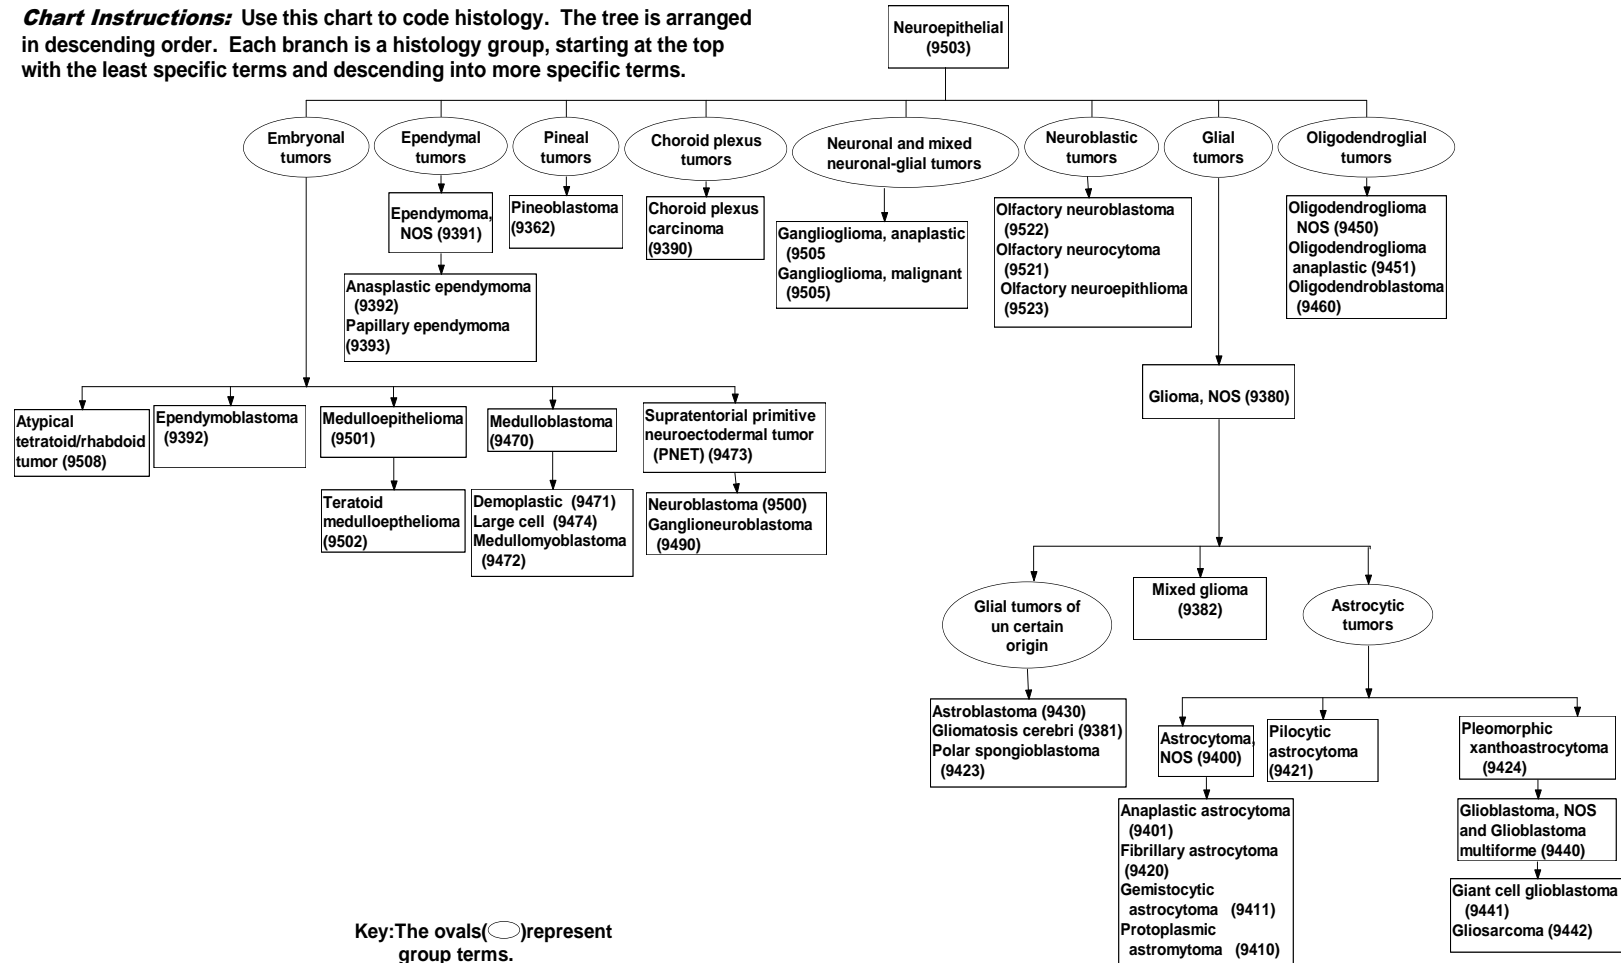 Chart Instructions: Use this chart to code histology. The tree is arranged
in descending order. Each branch is a histology group, starting at the top
with the least specific terms and descending into more specific terms.
Neuroepithelial
(9503)
Embryonal
tumors
Ependymal
tumors
Pineal
tumors
Choroid plexus
tumors
Neuronal and mixed
neuronal-glial tumors
Neuroblastic
tumors
Glial
tumors
Oligodendroglial
tumors
Ependymoma,
NOS (9391)
Anasplastic ependymoma
(9392)
Papillary ependymoma
(9393)
Pineoblastoma
(9362)
Choroid plexus
carcinoma
(9390)
Ganglioglioma, anaplastic
(9505
Ganglioglioma, malignant
(9505)
Olfactory neuroblastoma
(9522)
Olfactory neurocytoma
(9521)
Olfactory neuroepithlioma
(9523)
Oligodendroglioma
NOS (9450)
Oligodendroglioma
anaplastic (9451)
Oligodendroblastoma
(9460)
Atypical
tetratoid/rhabdoid
tumor (9508)
Ependymoblastoma
(9392)
Medulloepithelioma
(9501)
Teratoid
medulloepthelioma
(9502)
Medulloblastoma
(9470)
Demoplastic (9471)
Large cell (9474)
Medullomyoblastoma
(9472)
Supratentorial primitive
neuroectodermal tumor
(PNET) (9473)
Neuroblastoma (9500)
Ganglioneuroblastoma
(9490)
Glioma, NOS (9380)
Glial tumors of
un certain
origin
Mixed glioma
(9382)
Astrocytic
tumors
Astroblastoma (9430)
Gliomatosis cerebri (9381)
Polar spongioblastoma
(9423)
Astrocytoma,
NOS (9400)
Anaplastic astrocytoma
(9401)
Fibrillary astrocytoma
(9420)
Gemistocytic
astrocytoma (9411)
Protoplasmic
astromytoma (9410)
Pilocytic
astrocytoma
(9421)
Pleomorphic
xanthoastrocytoma
(9424)
Glioblastoma, NOS
and Glioblastoma
multiforme (9440)
Giant cell glioblastoma
(9441)
Gliosarcoma (9442)
Key:The ovals( )represent
group terms.